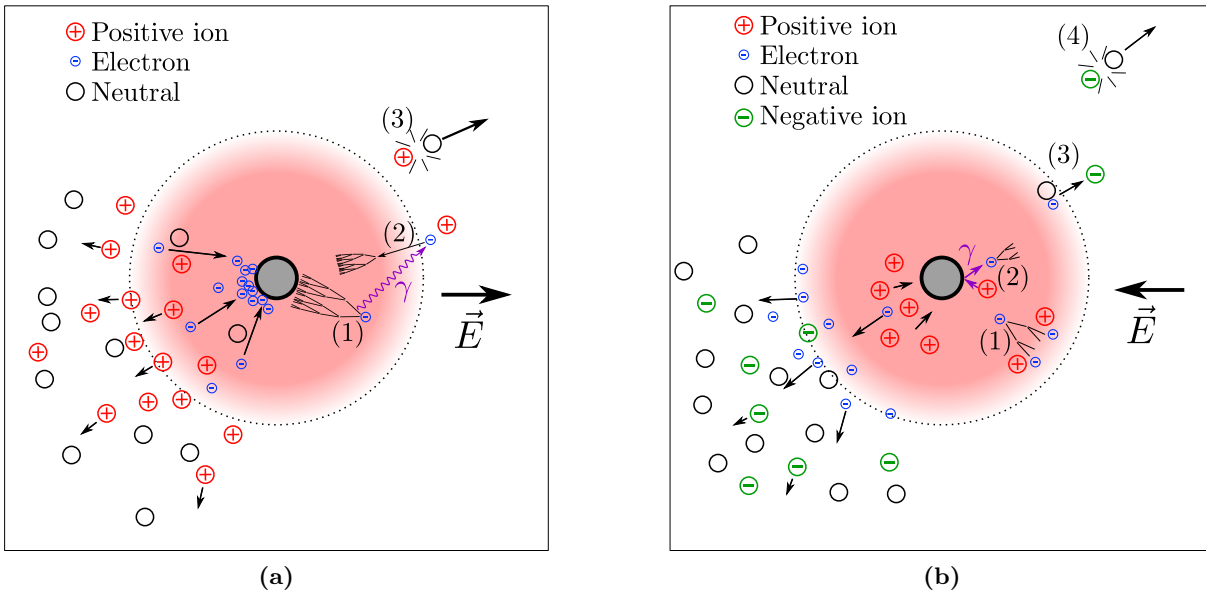 Positive ion
Electron
Neutral
(3)
(2)
γ
(1)
E⃗
(a)
Positive ion
Electron
Neutral
Negative ion
(4)
(3)
γ
(2)
(1)
E⃗
(b)